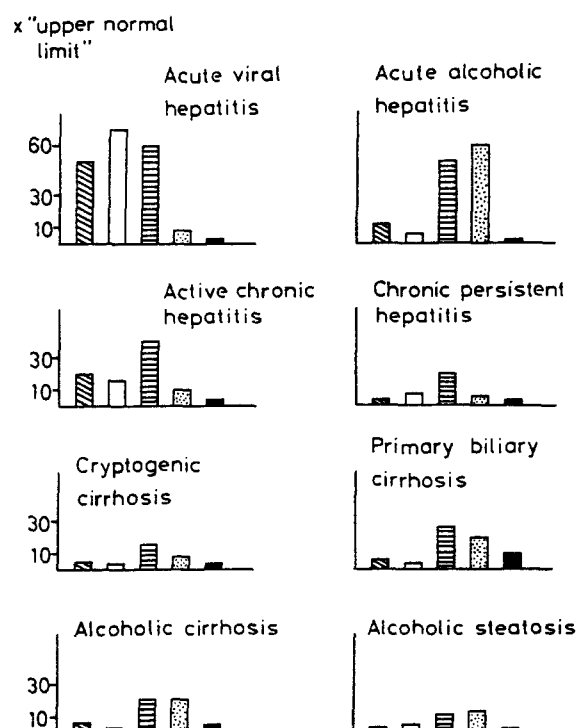 x "upper normal
limit"
Acute viral
hepatitis
60
30
10
Acute alcoholic
hepatitis
Active chronic
hepatitis
30
10
Chronic persistent
hepatitis
Cryptogenic
cirrhosis
30
10
Primary biliary
cirrhosis
Alcoholic cirrhosis
30
10
Alcoholic steatosis